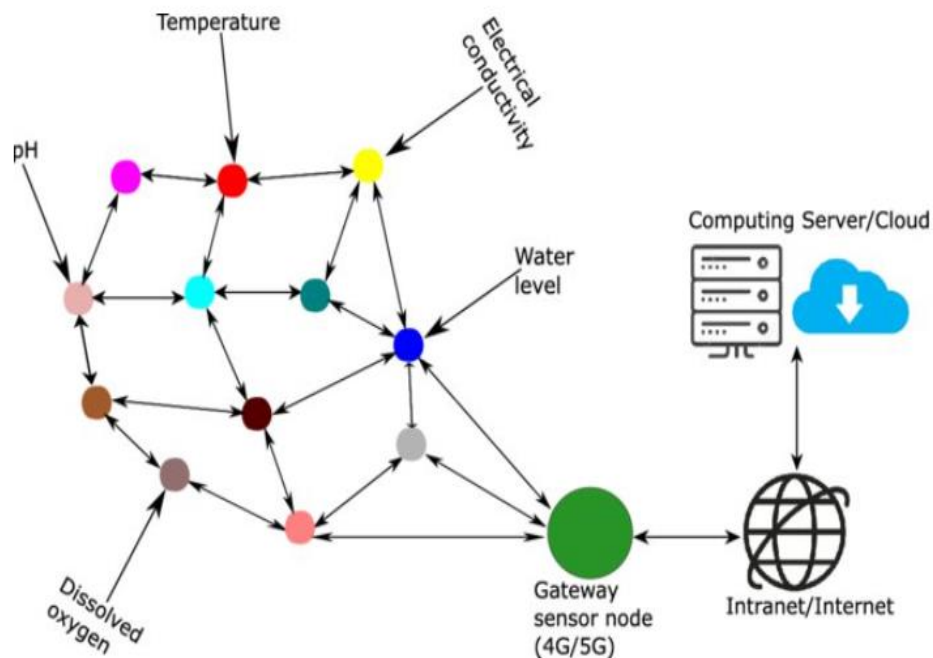 Temperature
Electrical
conductivity
pH
Water
level
Computing Server/Cloud
Dissolved
oxygen
Gateway
sensor node
(4G/5G)
Intranet/Internet